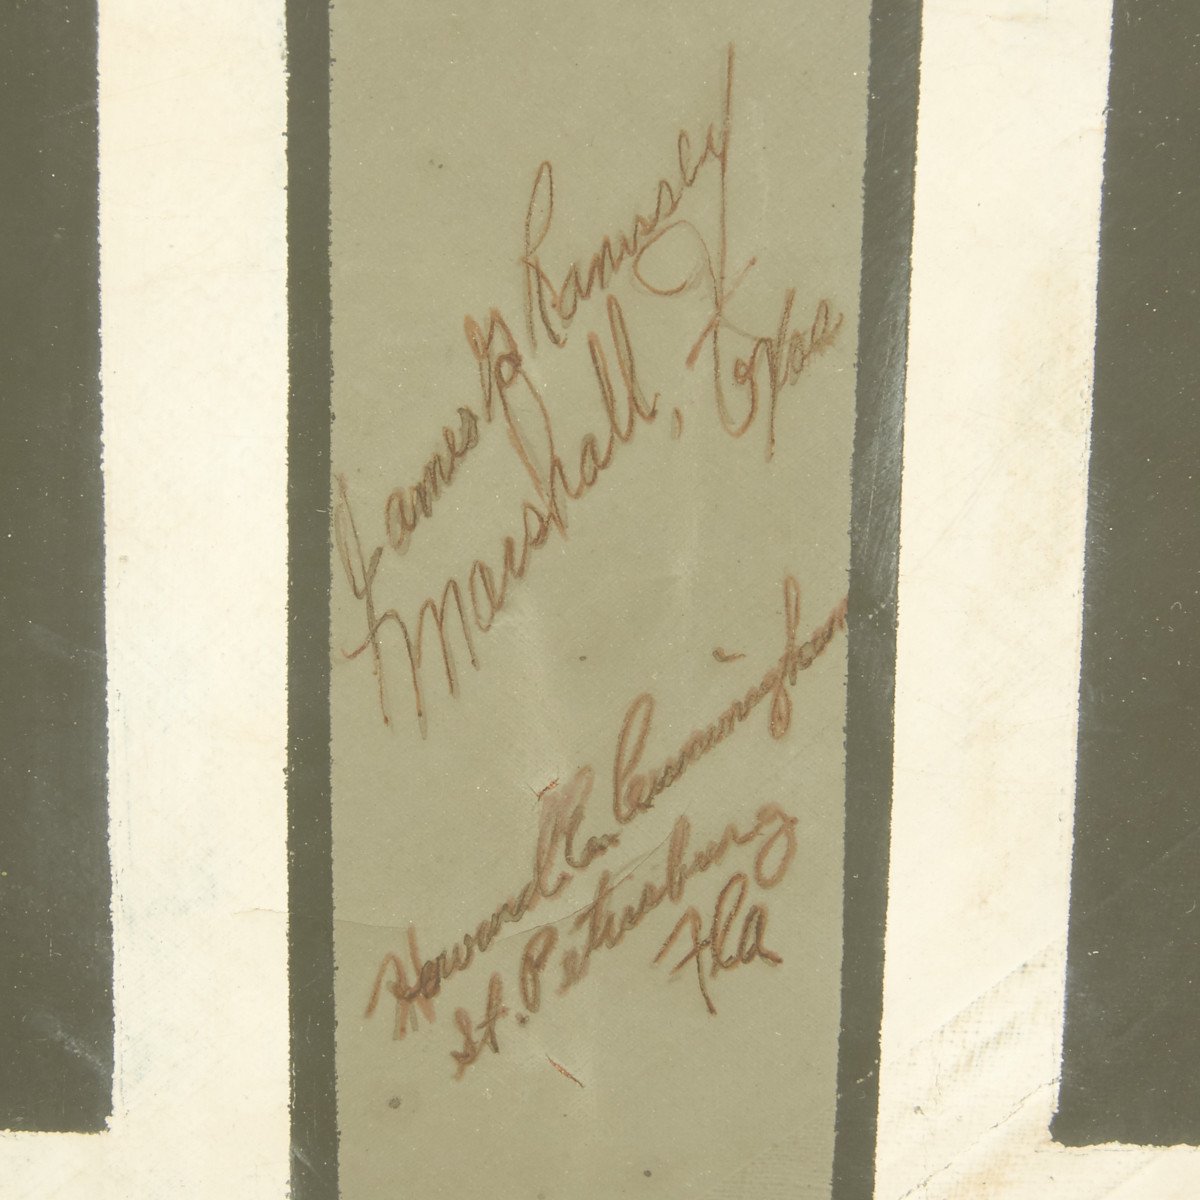 James G Ramsey
Marshall, Texas
Howard E. Cunningham
St. Petersburg
Fla